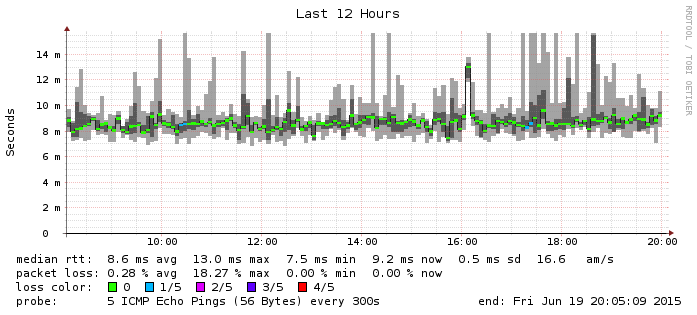 Last 12 Hours
RRDTOOL / TOBI OETIKER
Seconds
14 m
12 m
10 m
8 m
6 m
4 m
2 m
0
10:00 12:00 14:00 16:00 18:00 20:00
median rtt: 8.6 ms avg 13.0 ms max 7.5 ms min 9.2 ms now 0.5 ms sd 16.6 am/s
packet loss: 0.28 % avg 18.27 % max 0.00 % min 0.00 % now
loss color: 0 1/5 2/5 3/5 4/5
probe: 5 ICMP Echo Pings (56 Bytes) every 300s end: Fri Jun 19 20:05:09 2015